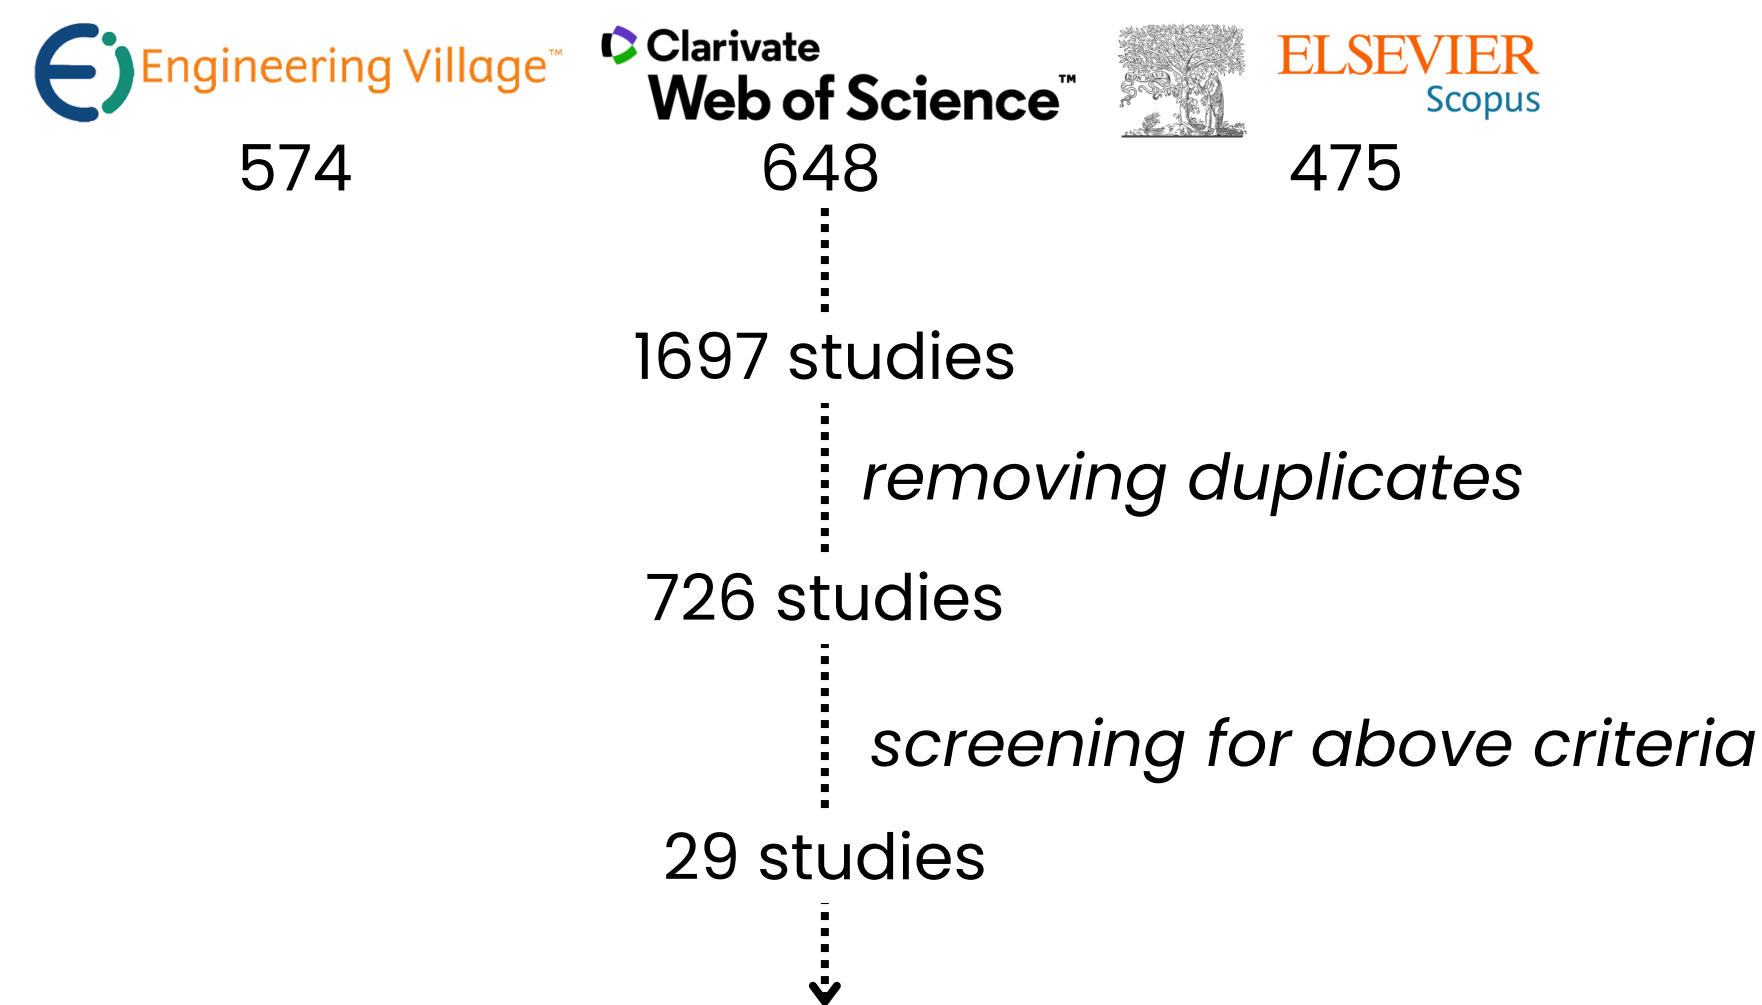 Engineering Village™
Clarivate
Web of Science™
ELSEVIER
Scopus
574
648
475
1697 studies
removing duplicates
726 studies
screening for above criteria
29 studies